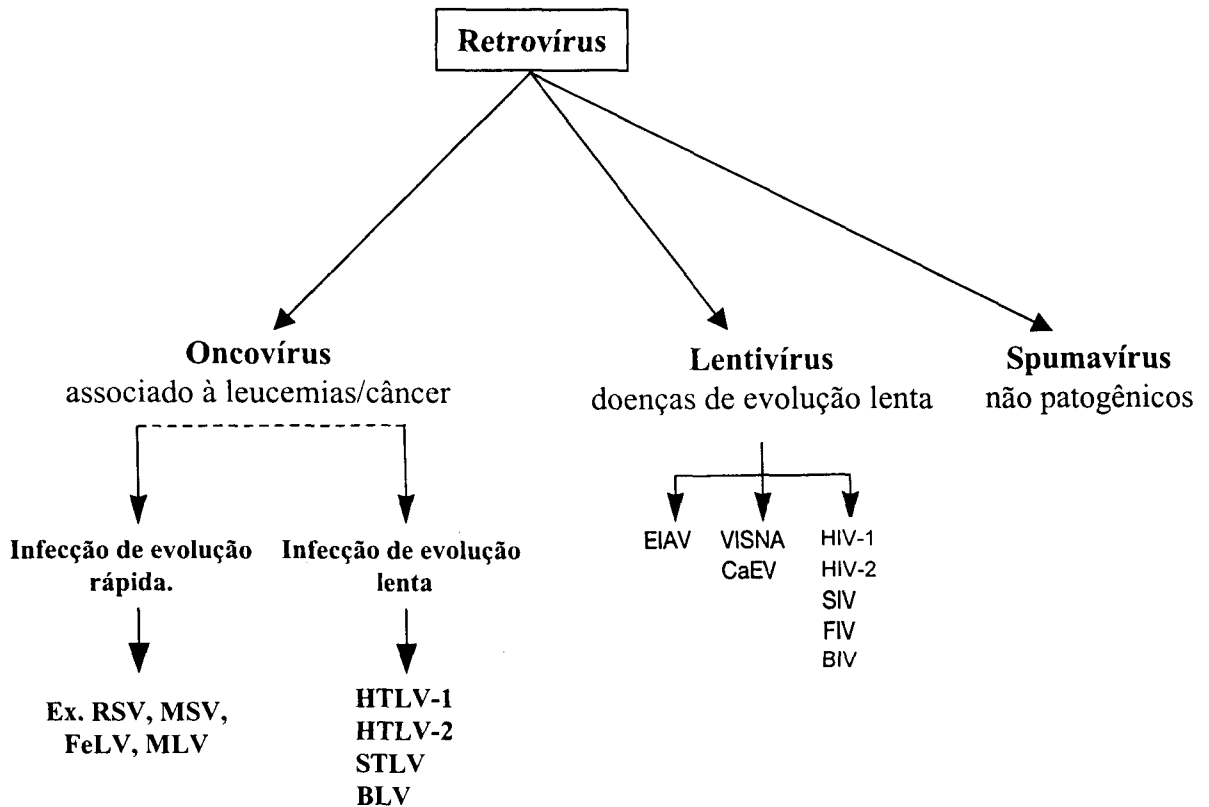 Retrovírus
Oncovírus
associado à leucemias/câncer
Lentivírus
doenças de evolução lenta
Spumavírus
não patogênicos
Infecção de evolução
rápida.
Infecção de evolução
lenta
Ex. RSV, MSV,
FeLV, MLV
HTLV-1
HTLV-2
STLV
BLV
EIAV
VISNA
CaEV
HIV-1
HIV-2
SIV
FIV
BIV